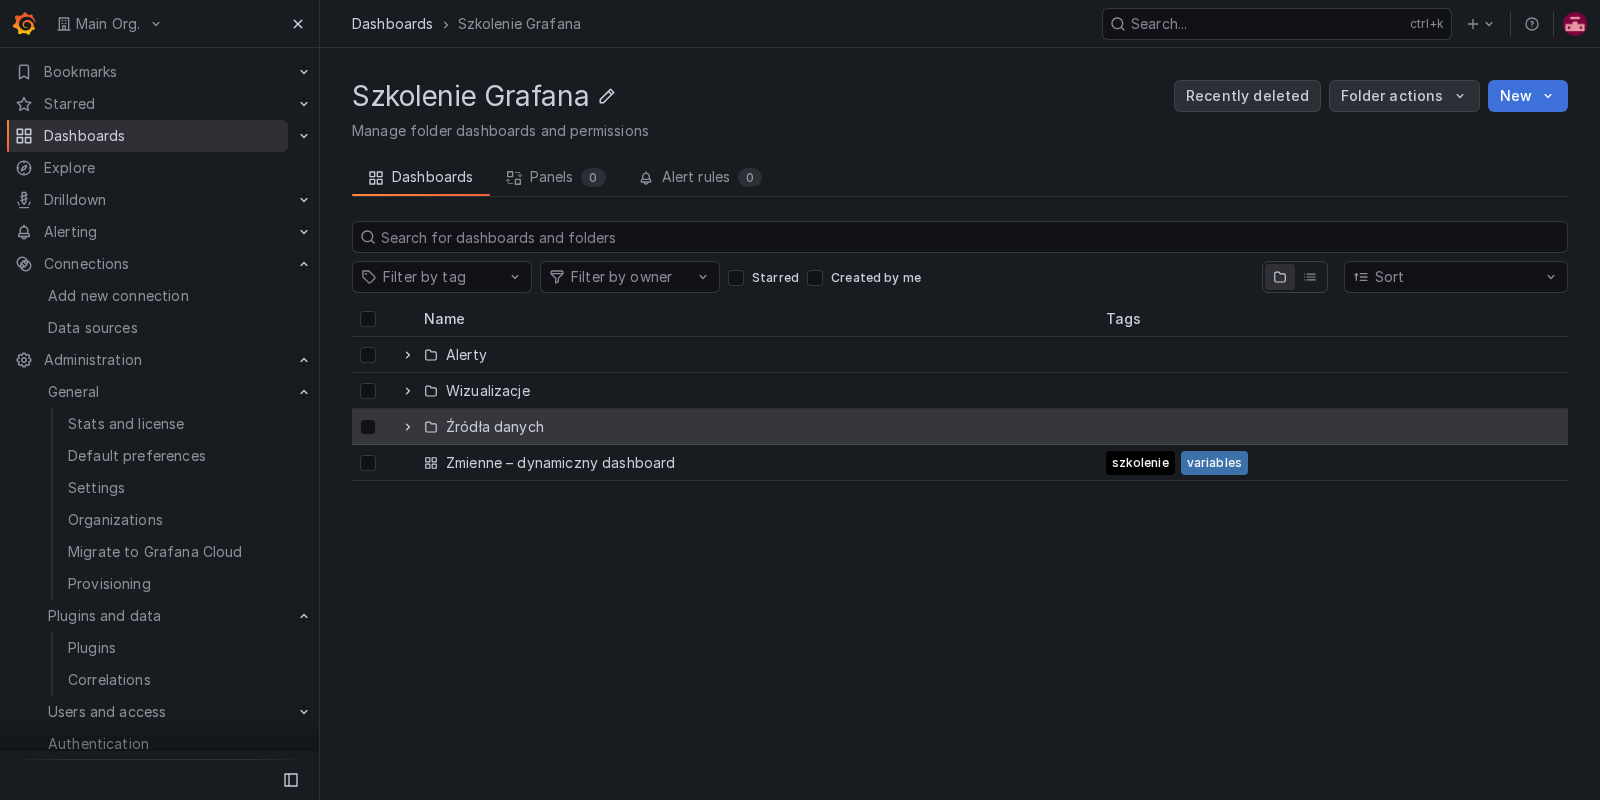 Main Org.
Dashboards › Szkolenie Grafana
Search...
ctrl+k
Bookmarks
Starred
Dashboards
Explore
Drilldown
Alerting
Connections
Add new connection
Data sources
Administration
General
Stats and license
Default preferences
Settings
Organizations
Migrate to Grafana Cloud
Provisioning
Plugins and data
Plugins
Correlations
Users and access
Authentication
Szkolenie Grafana
Recently deleted
Folder actions
New
Manage folder dashboards and permissions
Dashboards
Panels 0
Alert rules 0
Search for dashboards and folders
Filter by tag
Filter by owner
Starred
Created by me
Sort
Name Tags
Alerty
Wizualizacje
Źródła danych
Zmienne – dynamiczny dashboard szkolenie variables